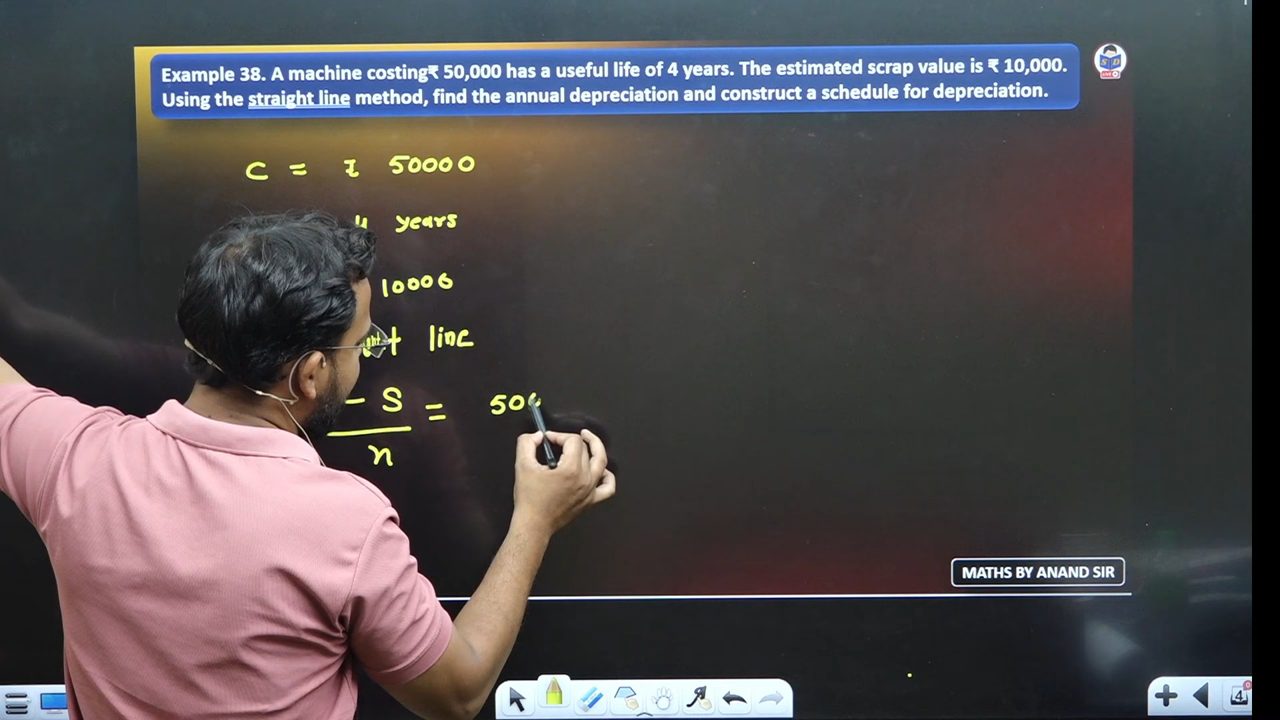 Example 38. A machine costing₹ 50,000 has a useful life of 4 years. The estimated scrap value is ₹ 10,000.
Using the straight line method, find the annual depreciation and construct a schedule for depreciation.
C = ₹ 50000
4 years
10000
line
- S
n
=
MATHS BY ANAND SIR
4